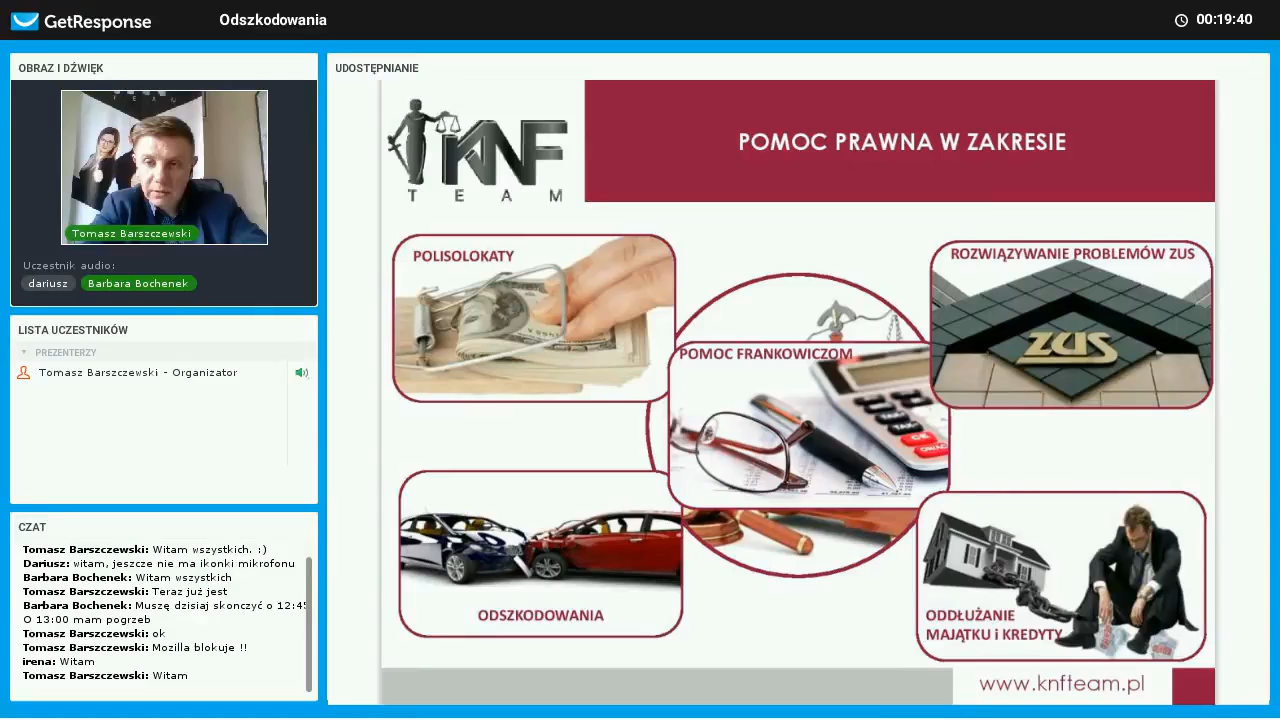 GetResponse
Odszkodowania
00:19:40
OBRAZ I DŹWIĘK
Tomasz Barszczewski
Uczestnik audio:
dariusz
Barbara Bochenek
LISTA UCZESTNIKÓW
PREZENTERZY
Tomasz Barszczewski - Organizator
CZAT
Tomasz Barszczewski: Witam wszystkich. :)
Dariusz: witam, jeszcze nie ma ikonki mikrofonu
Barbara Bochenek: Witam wszystkich
Tomasz Barszczewski: Teraz już jest
Barbara Bochenek: Muszę dzisiaj skonczyć o 12:45
O 13:00 mam pogrzeb
Tomasz Barszczewski: ok
Tomasz Barszczewski: Mozilla blokuje !!
irena: Witam
Tomasz Barszczewski: Witam
UDOSTĘPNIANIE
KNF
TEAM
POMOC PRAWNA W ZAKRESIE
POLISOLOKATY
ROZWIĄZYWANIE PROBLEMÓW ZUS
ZUS
POMOC FRANKOWICZOM
ODSZKODOWANIA
ODDŁUŻANIE
MAJĄTKU i KREDYTY
www.knfteam.pl